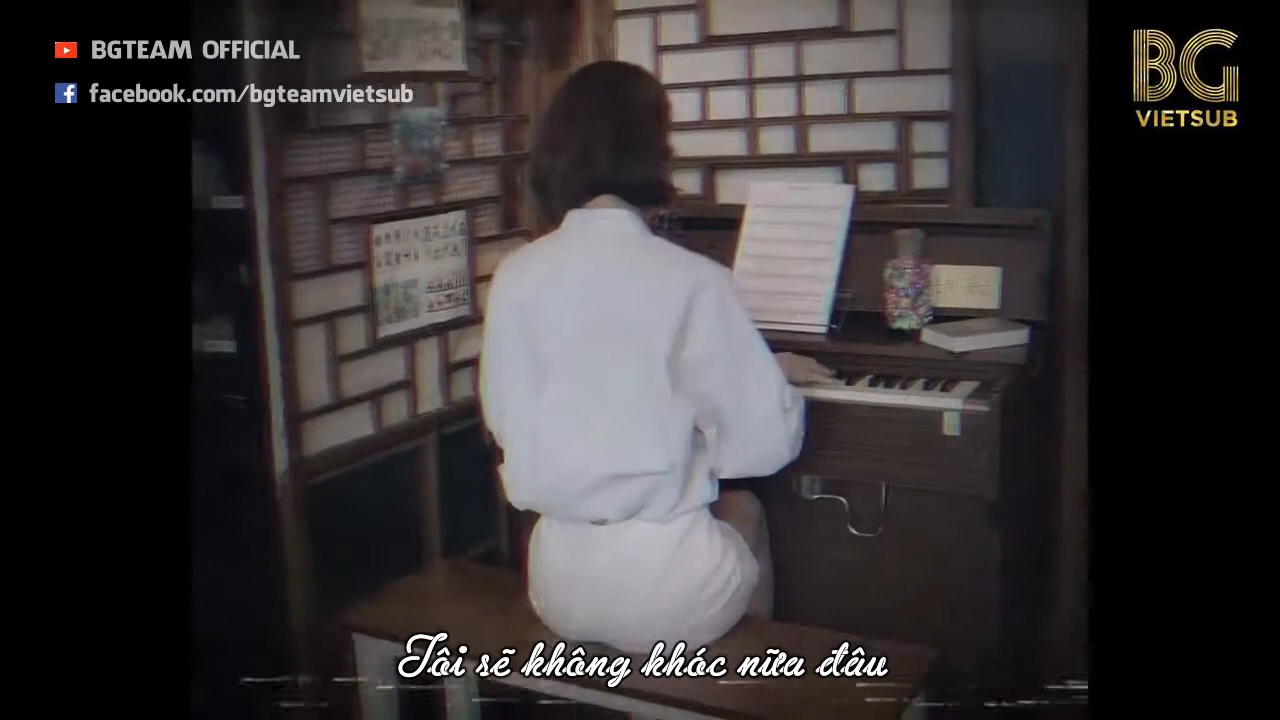 BGTEAM OFFICIAL
facebook.com/bgteamvietsub
BG
VIETSUB
Tôi sẽ không khóc nữa đâu